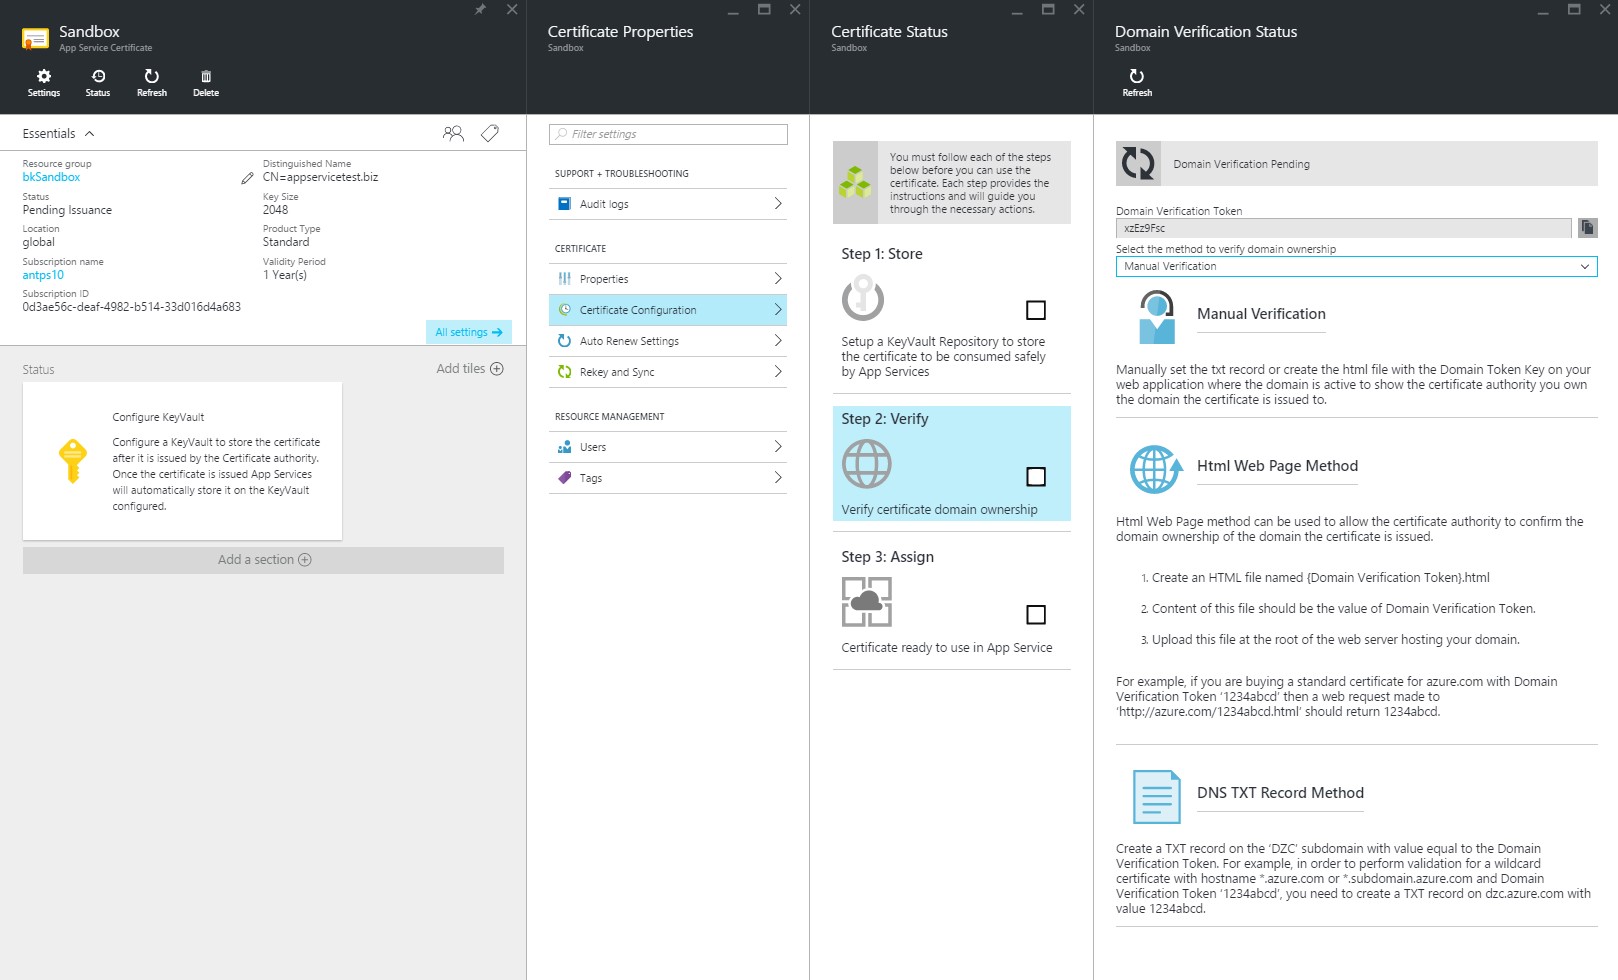 Sandbox
App Service Certificate
Settings
Status
Refresh
Delete
Essentials
Resource group
bkSandbox
Status
Pending Issuance
Location
global
Subscription name
antps10
Subscription ID
0d3ae56c-deaf-4982-b514-33d016d4a683
Distinguished Name
CN=appservicetest.biz
Key Size
2048
Product Type
Standard
Validity Period
1 Year(s)
All settings
Status
Add tiles
Configure KeyVault
Configure a KeyVault to store the certificate
after it is issued by the Certificate authority.
Once the certificate is issued App Services
will automatically store it on the KeyVault
configured.
Add a section
Certificate Properties
Sandbox
Filter settings
SUPPORT + TROUBLESHOOTING
Audit logs
CERTIFICATE
Properties
Certificate Configuration
Auto Renew Settings
Rekey and Sync
RESOURCE MANAGEMENT
Users
Tags
Certificate Status
Sandbox
You must follow each of the steps
below before you can use the
certificate. Each step provides the
instructions and will guide you
through the necessary actions.
Step 1: Store
Setup a KeyVault Repository to store
the certificate to be consumed safely
by App Services
Step 2: Verify
Verify certificate domain ownership
Step 3: Assign
Certificate ready to use in App Service
Domain Verification Status
Sandbox
Refresh
Domain Verification Pending
Domain Verification Token
xzEz9Fsc
Select the method to verify domain ownership
Manual Verification
Manual Verification
Manually set the txt record or create the html file with the Domain Token Key on your
web application where the domain is active to show the certificate authority you own
the domain the certificate is issued to.
Html Web Page Method
Html Web Page method can be used to allow the certificate authority to confirm the
domain ownership of the domain the certificate is issued.
1. Create an HTML file named {Domain Verification Token}.html
2. Content of this file should be the value of Domain Verification Token.
3. Upload this file at the root of the web server hosting your domain.
For example, if you are buying a standard certificate for azure.com with Domain
Verification Token '1234abcd' then a web request made to
'http://azure.com/1234abcd.html' should return 1234abcd.
DNS TXT Record Method
Create a TXT record on the 'DZC' subdomain with value equal to the Domain
Verification Token. For example, in order to perform validation for a wildcard
certificate with hostname *.azure.com or *.subdomain.azure.com and Domain
Verification Token '1234abcd', you need to create a TXT record on dzc.azure.com with
value 1234abcd.